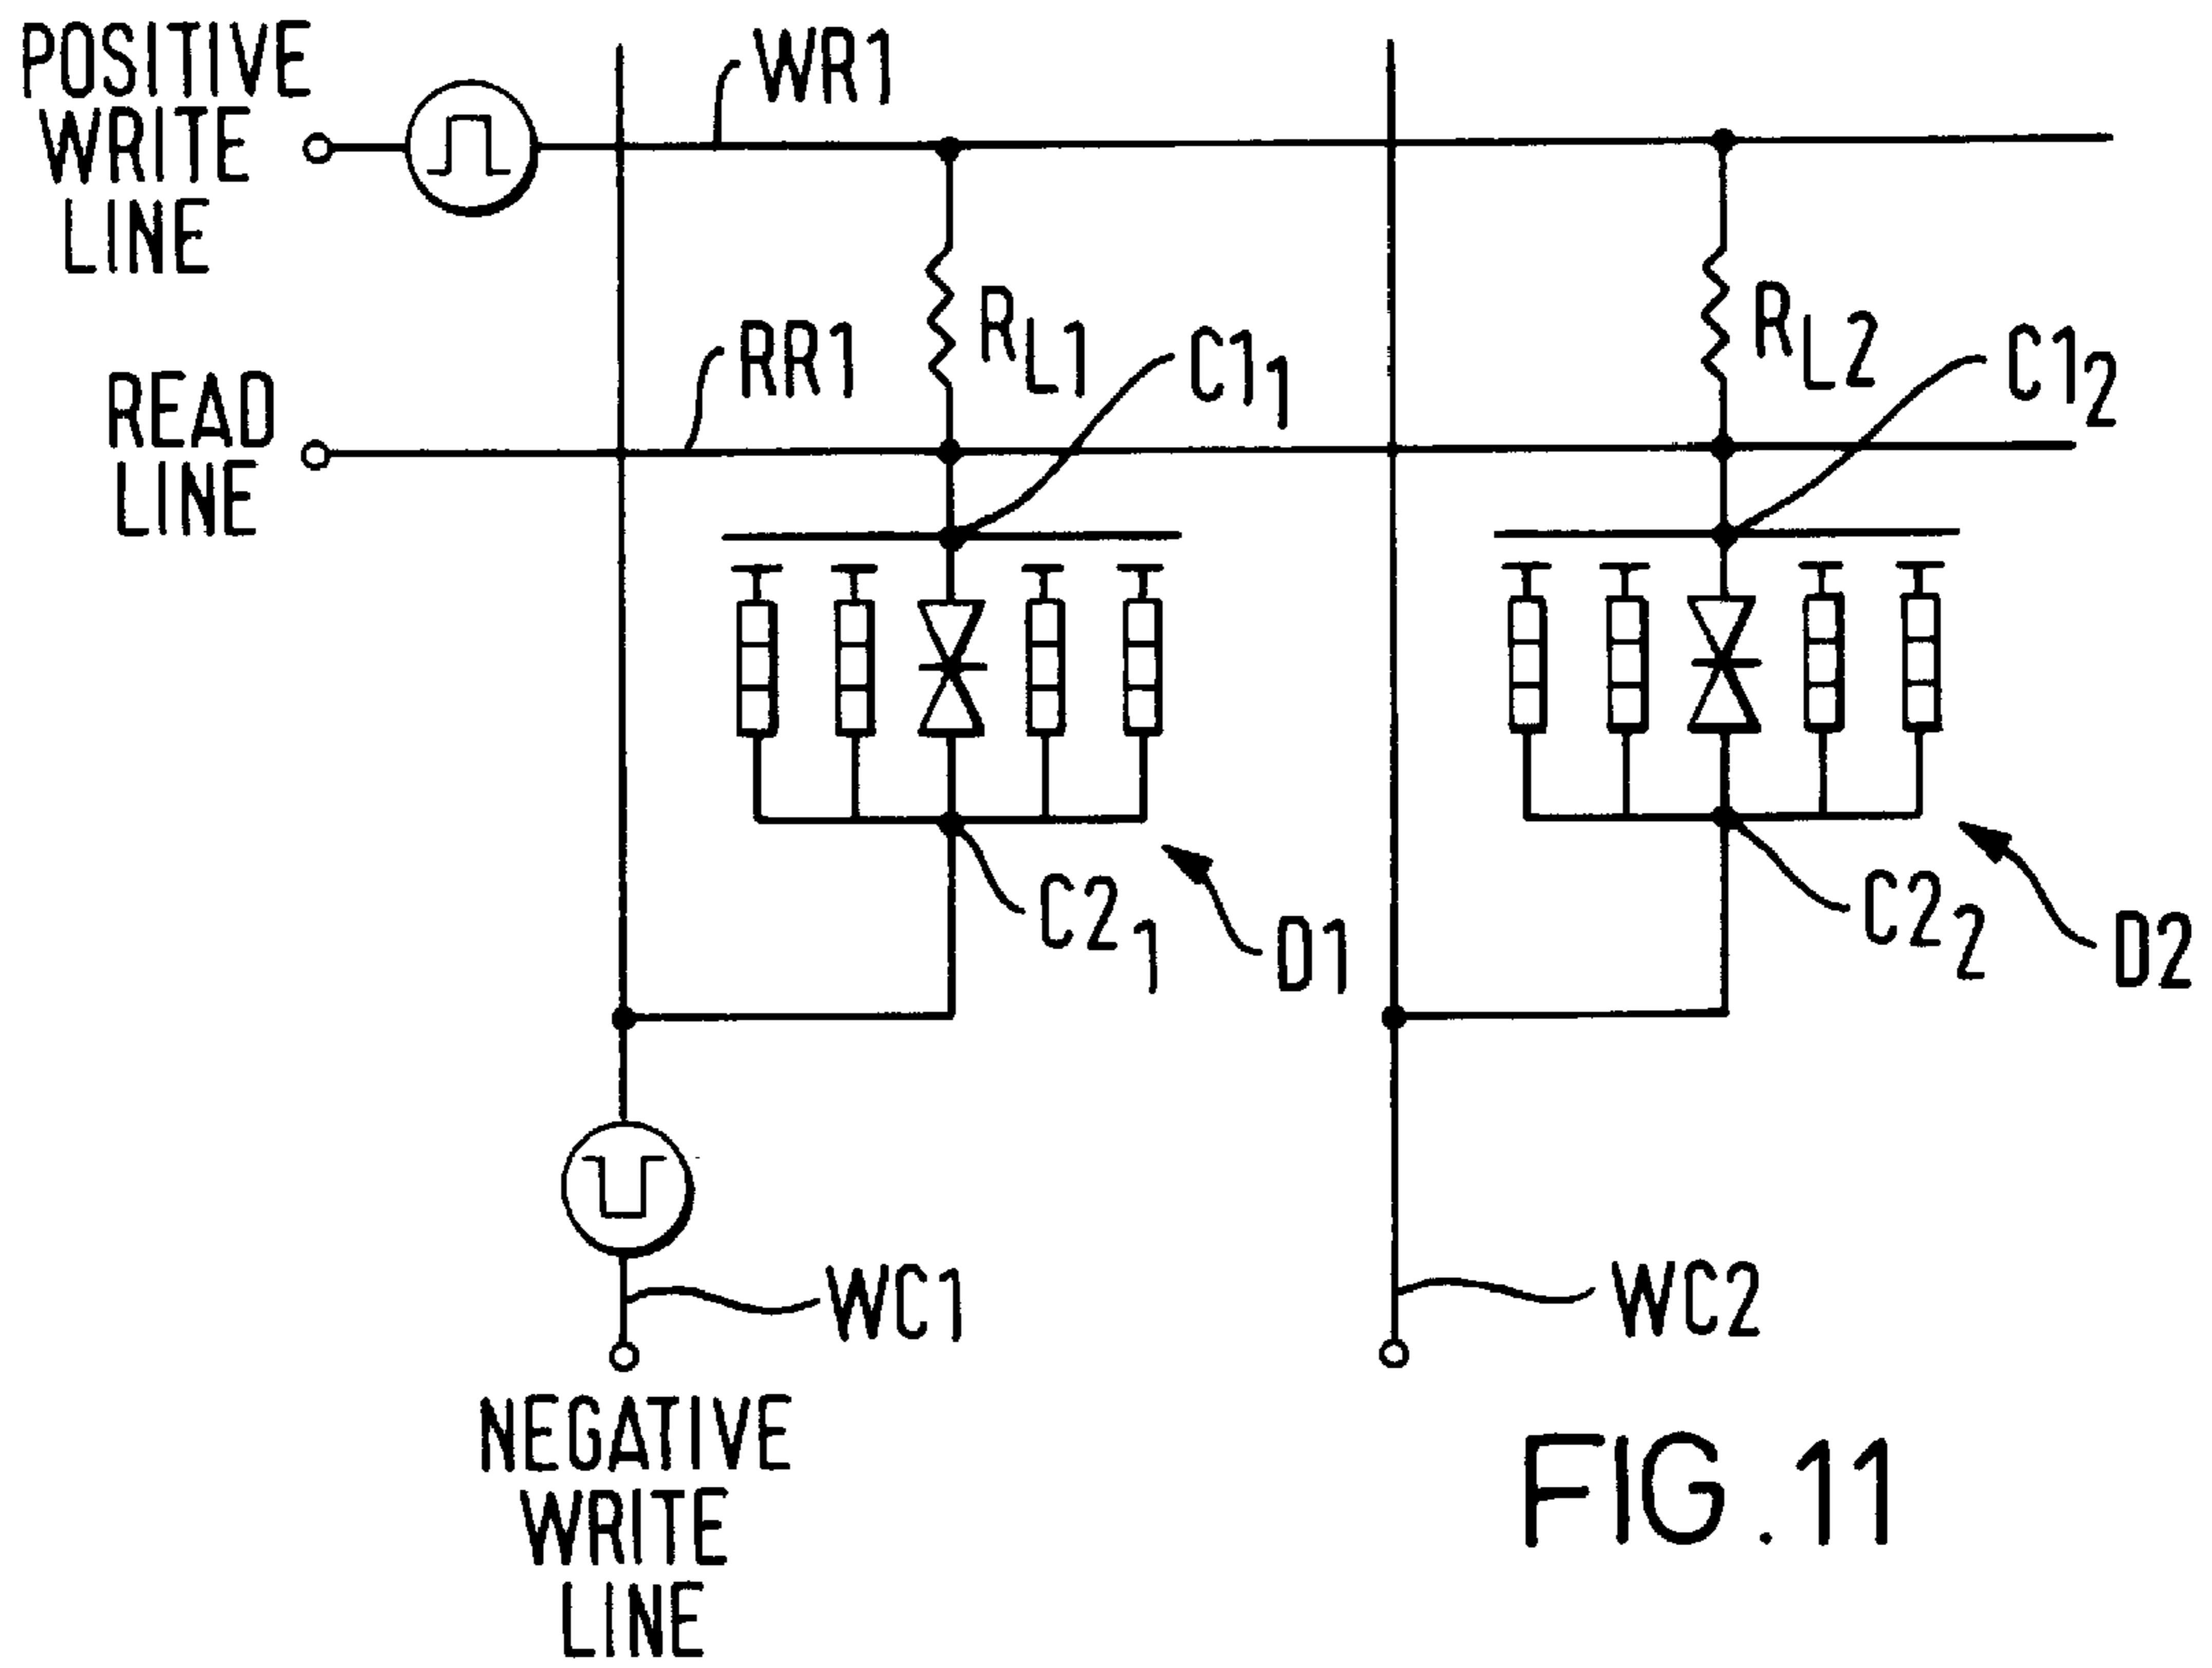 POSITIVE
WRITE
LINE
WR1
READ
LINE
RR1
RL1
C11
RL2
C12
C21
D1
C22
D2
WC1
WC2
NEGATIVE
WRITE
LINE
FIG.11